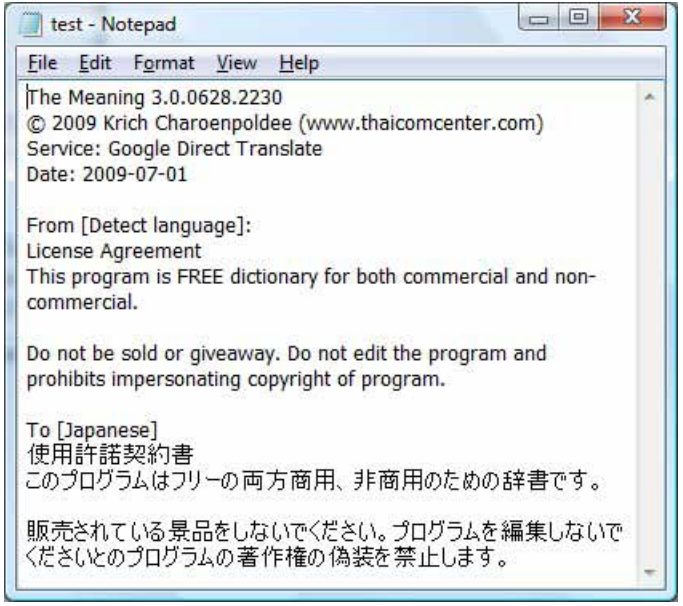 test - Notepad
File Edit Format View Help
The Meaning 3.0.0628.2230
© 2009 Krich Charoenpoldee (www.thaicomcenter.com)
Service: Google Direct Translate
Date: 2009-07-01
From [Detect language]:
License Agreement
This program is FREE dictionary for both commercial and non-
commercial.
Do not be sold or giveaway. Do not edit the program and
prohibits impersonating copyright of program.
To [Japanese]
使用許諾契約書
このプログラムはフリーの両方商用、非商用のための辞書です。
販売されている景品をしないでください。プログラムを編集しないで
くださいとのプログラムの著作権の偽装を禁止します。